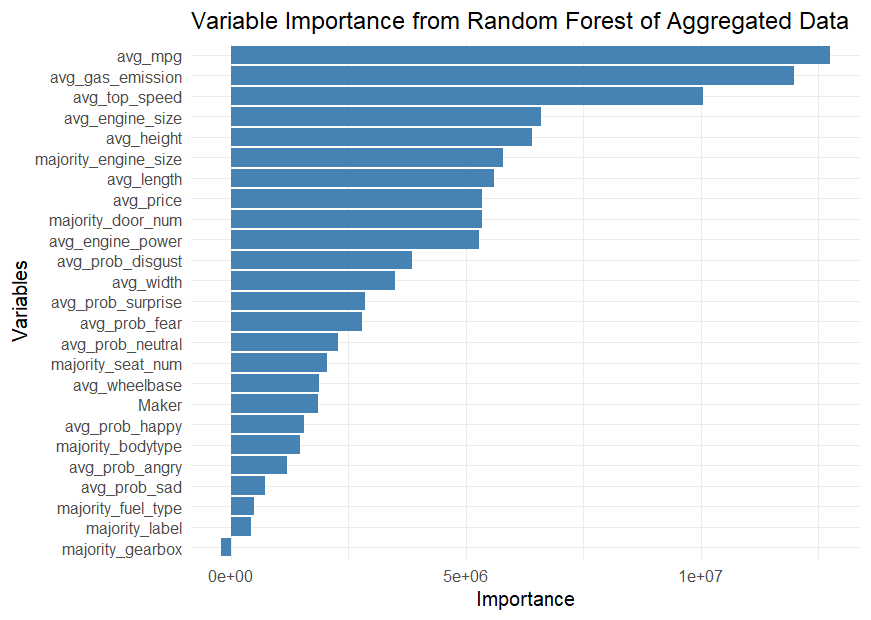 Variable Importance from Random Forest of Aggregated Data
avg_mpg
avg_gas_emission
avg_top_speed
avg_engine_size
avg_height
majority_engine_size
avg_length
avg_price
majority_door_num
avg_engine_power
avg_prob_disgust
avg_width
avg_prob_surprise
avg_prob_fear
avg_prob_neutral
majority_seat_num
avg_wheelbase
Maker
avg_prob_happy
majority_bodytype
avg_prob_angry
avg_prob_sad
majority_fuel_type
majority_label
majority_gearbox
Variables
0e+00 5e+06 1e+07
Importance